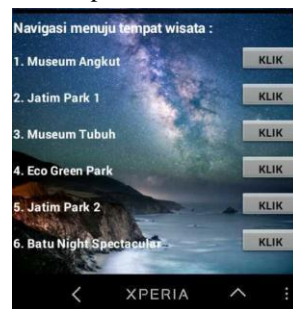 Navigasi menuju tempat wisata :
1. Museum Angkut KLIK
2. Jatim Park 1 KLIK
3. Museum Tubuh KLIK
4. Eco Green Park KLIK
5. Jatim Park 2 KLIK
6. Batu Night Spectacular KLIK
XPERIA